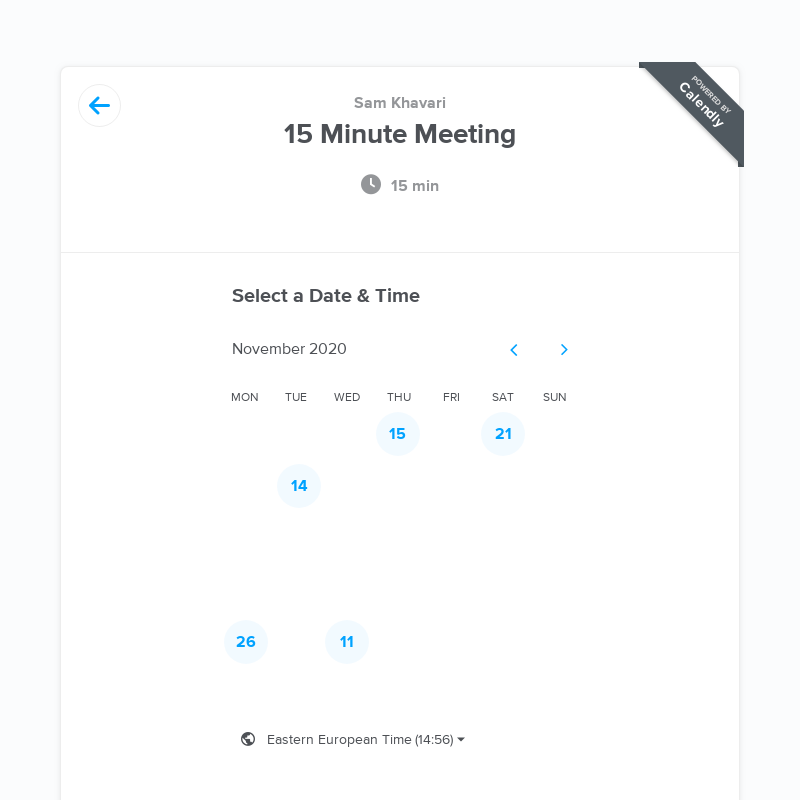 Sam Khavari
15 Minute Meeting
15 min
POWERED BY
Calendly
Select a Date & Time
November 2020
MON TUE WED THU FRI SAT SUN
15 21
14
26 11
Eastern European Time (14:56)